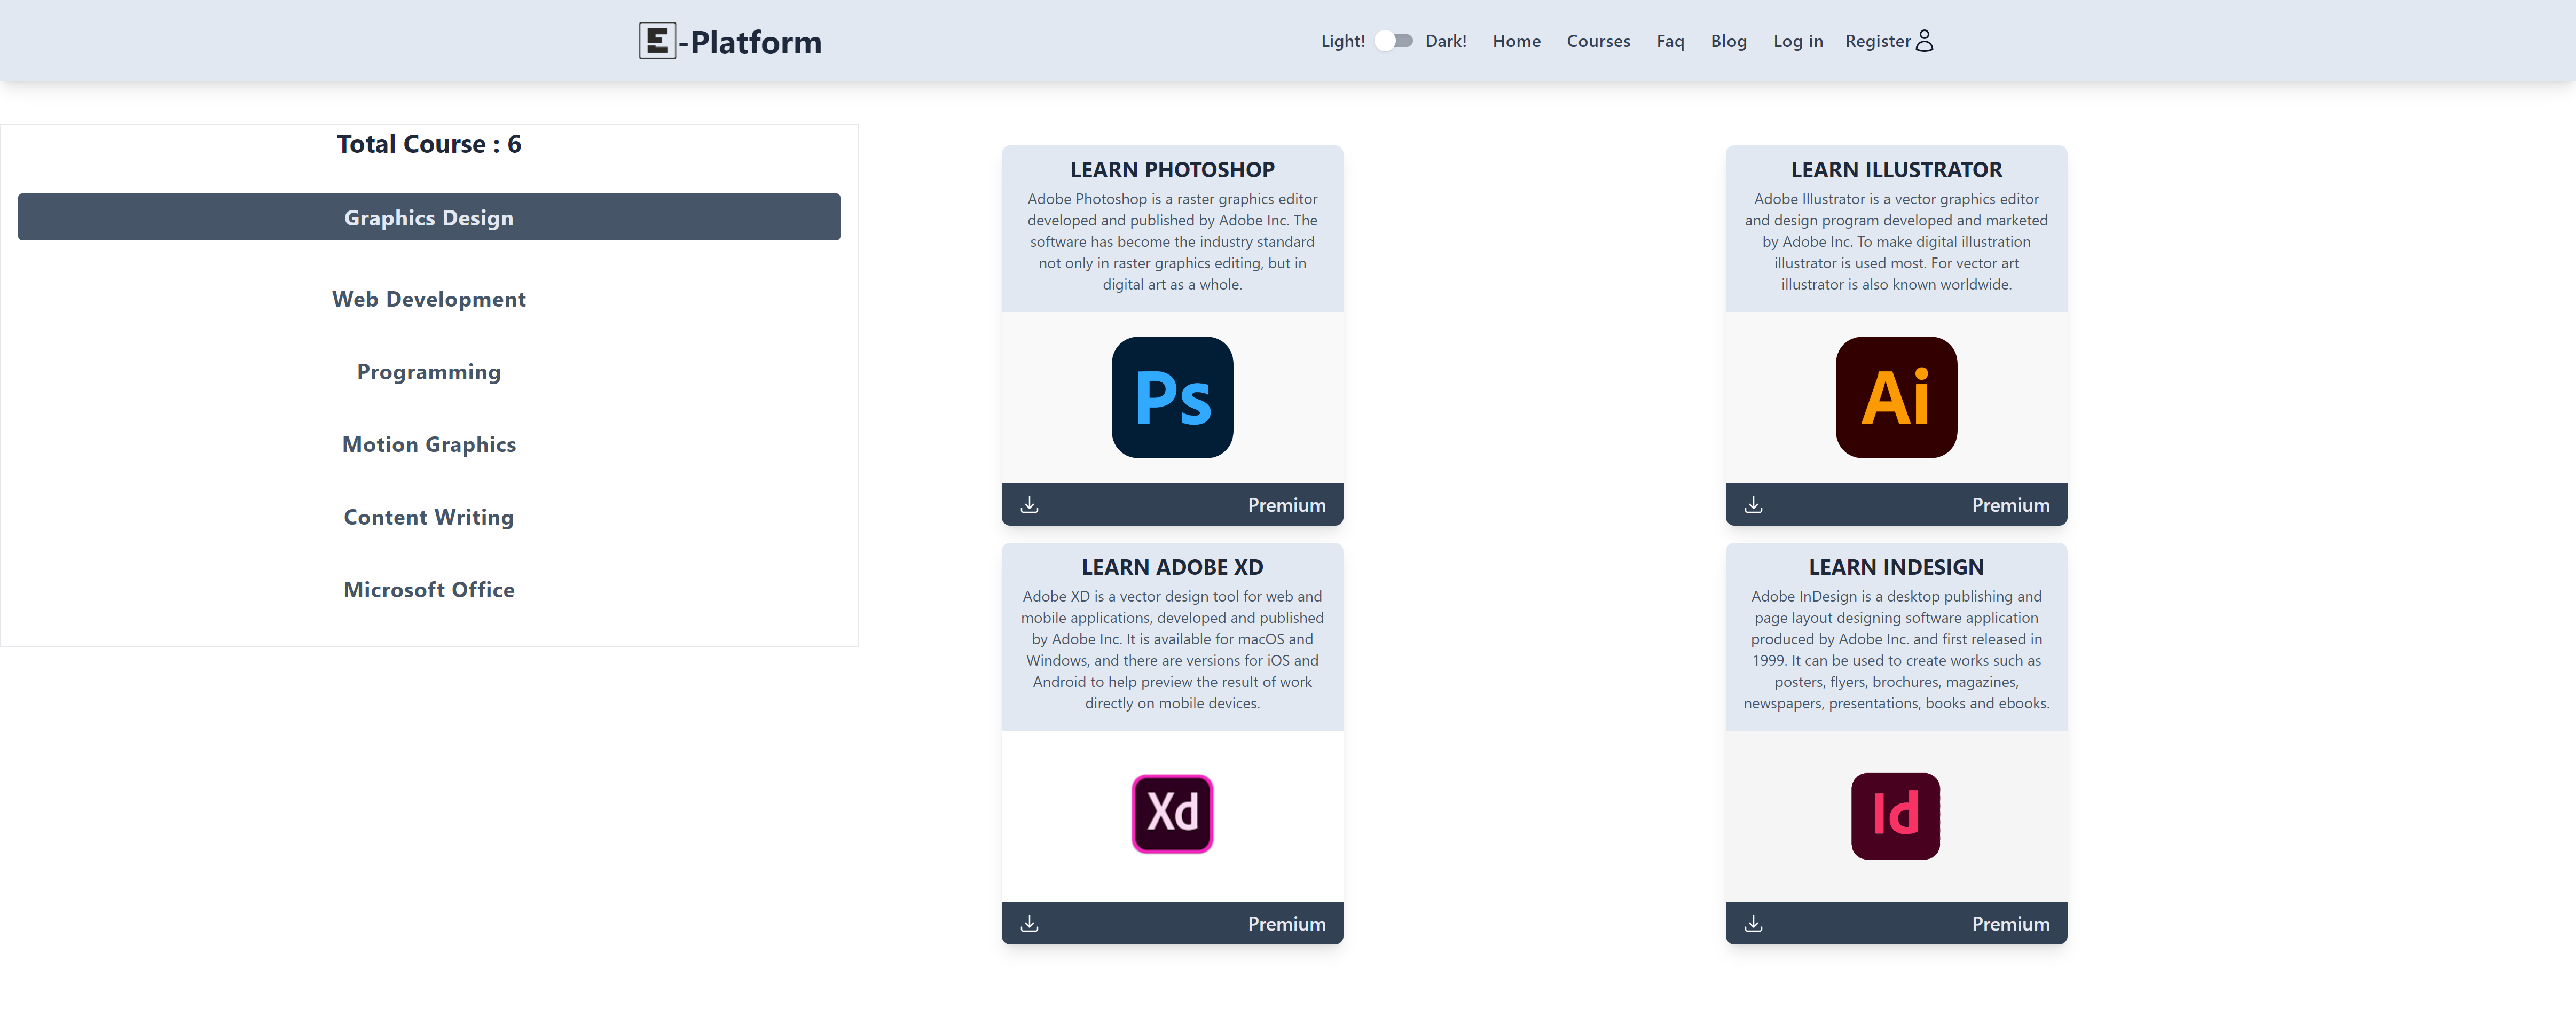 E-Platform
Light! Dark! Home Courses Faq Blog Log in Register
Total Course : 6
Graphics Design
Web Development
Programming
Motion Graphics
Content Writing
Microsoft Office
LEARN PHOTOSHOP
Adobe Photoshop is a raster graphics editor
developed and published by Adobe Inc. The
software has become the industry standard
not only in raster graphics editing, but in
digital art as a whole.
Ps
Premium
LEARN ILLUSTRATOR
Adobe Illustrator is a vector graphics editor
and design program developed and marketed
by Adobe Inc. To make digital illustration
illustrator is used most. For vector art
illustrator is also known worldwide.
Ai
Premium
LEARN ADOBE XD
Adobe XD is a vector design tool for web and
mobile applications, developed and published
by Adobe Inc. It is available for macOS and
Windows, and there are versions for iOS and
Android to help preview the result of work
directly on mobile devices.
Xd
Premium
LEARN INDESIGN
Adobe InDesign is a desktop publishing and
page layout designing software application
produced by Adobe Inc. and first released in
1999. It can be used to create works such as
posters, flyers, brochures, magazines,
newspapers, presentations, books and ebooks.
Id
Premium